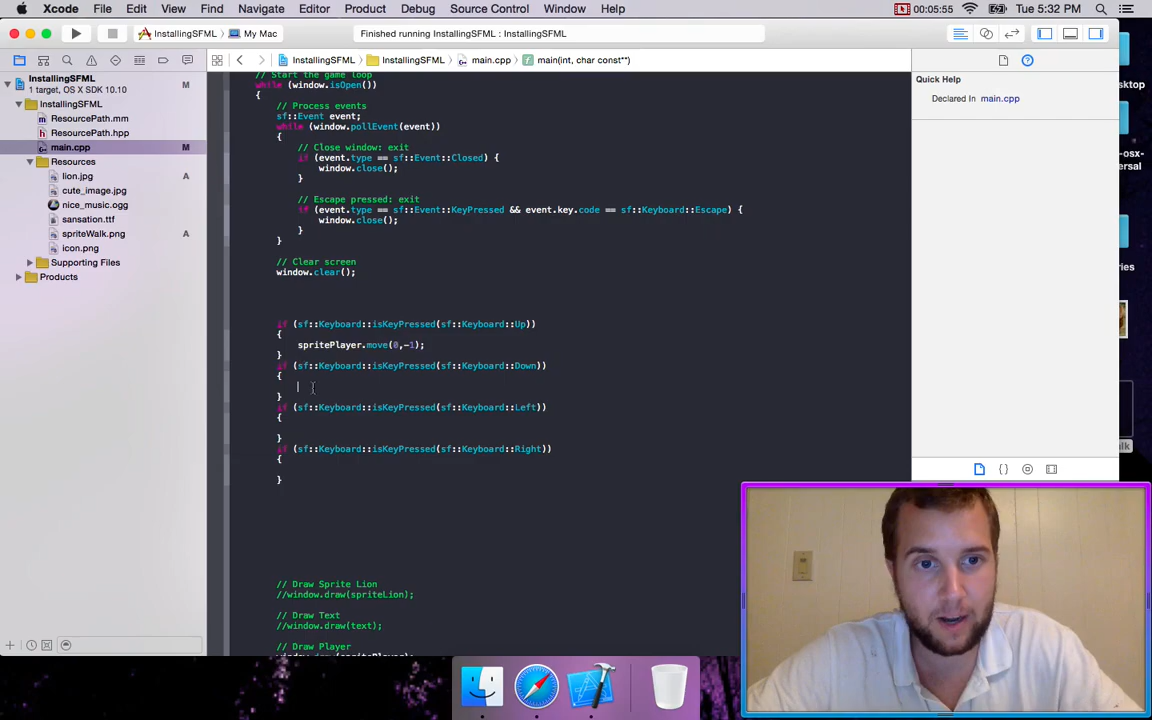 Xcode File Edit View Find Navigate Editor Product Debug Source Control Window Help 00:05:55 Tue 5:32 PM
InstallingSFML My Mac Finished running InstallingSFML : InstallingSFML
InstallingSFML InstallingSFML main.cpp main(int, char const**)
InstallingSFML M
1 target, OS X SDK 10.10
InstallingSFML
ResourcePath.mm
ResourcePath.hpp
main.cpp M
Resources
lion.jpg A
cute_image.jpg
nice_music.ogg
sansation.ttf
spriteWalk.png A
icon.png
Supporting Files
Products
// Start the game loop
while (window.isOpen())
{
// Process events
sf::Event event;
while (window.pollEvent(event))
{
// Close window: exit
if (event.type == sf::Event::Closed) {
window.close();
}
// Escape pressed: exit
if (event.type == sf::Event::KeyPressed && event.key.code == sf::Keyboard::Escape) {
window.close();
}
}
// Clear screen
window.clear();
if (sf::Keyboard::isKeyPressed(sf::Keyboard::Up))
{
spritePlayer.move(0,-1);
}
if (sf::Keyboard::isKeyPressed(sf::Keyboard::Down))
{
}
if (sf::Keyboard::isKeyPressed(sf::Keyboard::Left))
{
}
if (sf::Keyboard::isKeyPressed(sf::Keyboard::Right))
{
}
// Draw Sprite Lion
//window.draw(spriteLion);
// Draw Text
//window.draw(text);
// Draw Player
Quick Help
Declared In main.cpp